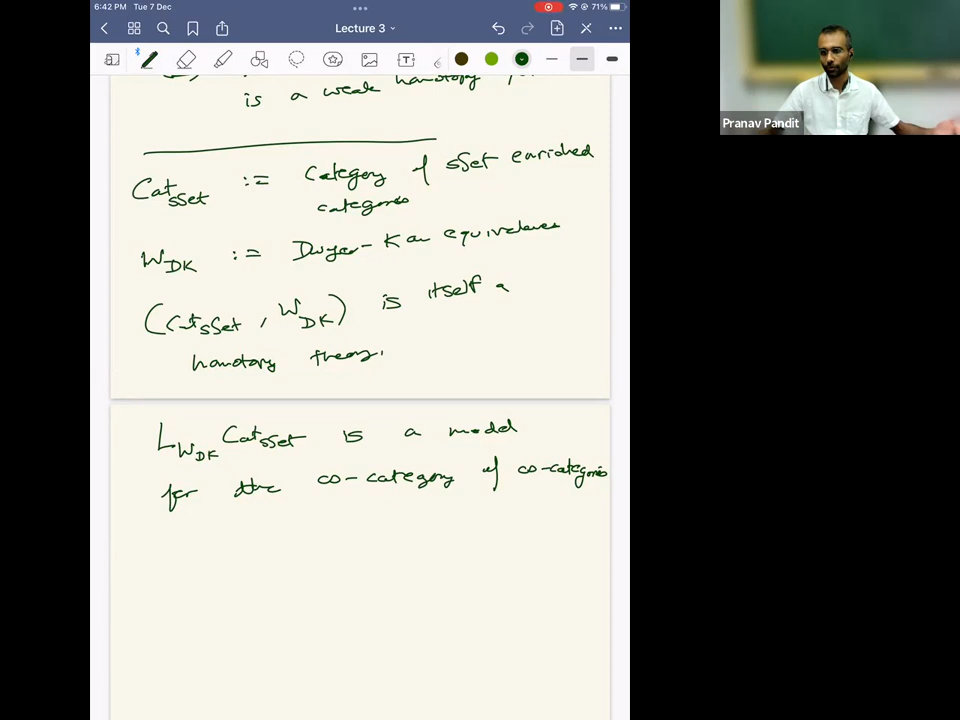 6:42 PM Tue 7 Dec
71%
Lecture 3
Pranav Pandit
is a weak homotopy
Cat_sSet := Category of sSet enriched
categories
W_DK := Dwyer-Kan equivalences
(Cat_sSet, W_DK) is itself a
homotopy theory.
L_{W_DK} Cat_sSet is a model
for the ∞-category of ∞-categories